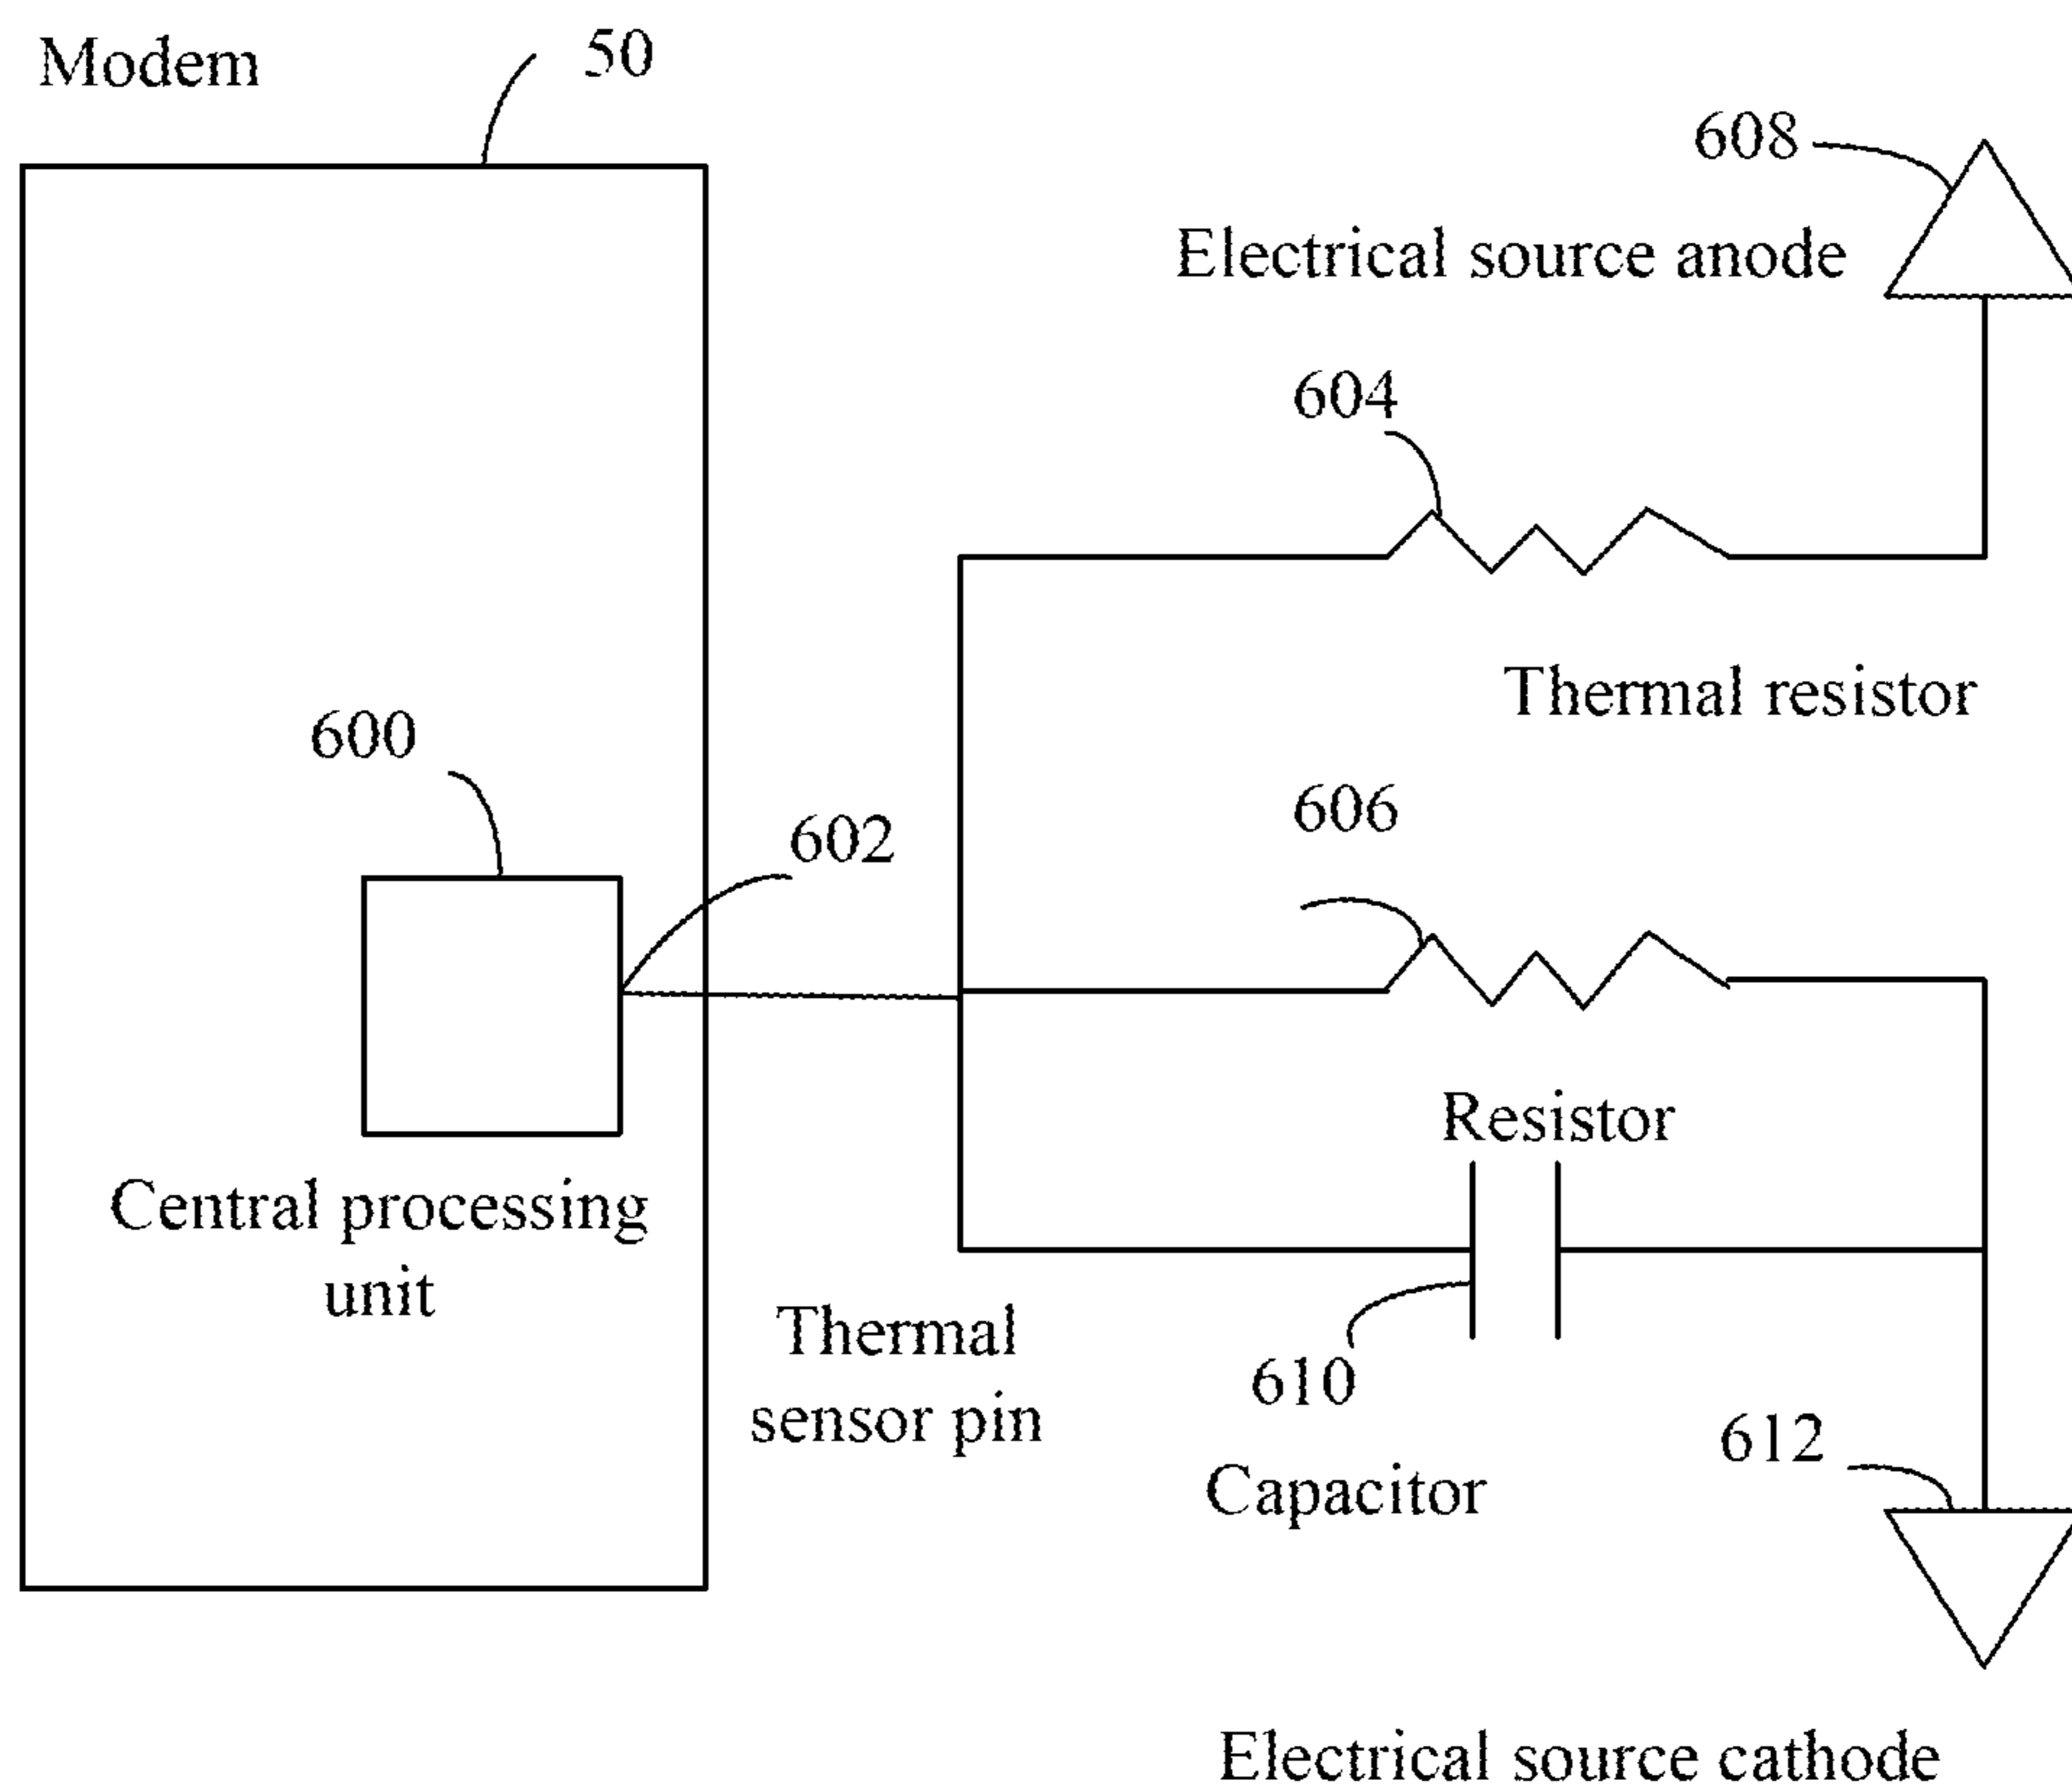 Modem
50
608
Electrical source anode
604
Thermal resistor
600
602
606
Resistor
Central processing
unit
Thermal
sensor pin
610
Capacitor
612
Electrical source cathode